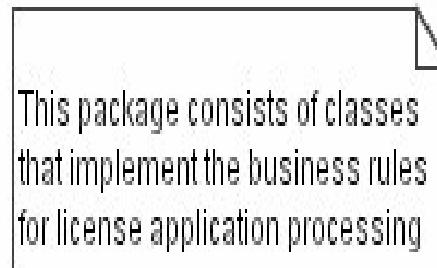 This package consists of classes
that implement the business rules
for license application processing